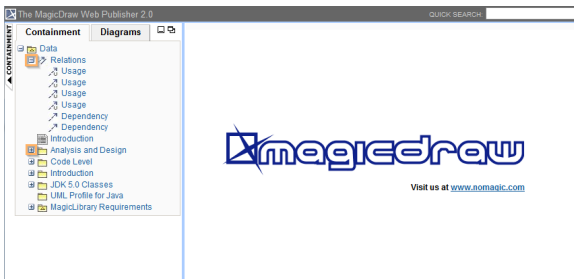 The MagicDraw Web Publisher 2.0
QUICK SEARCH:
CONTAINMENT
Containment
Diagrams
Data
Relations
Usage
Usage
Usage
Usage
Dependency
Dependency
Introduction
Analysis and Design
Code Level
Introduction
JDK 5.0 Classes
UML Profile for Java
MagicLibrary Requirements
magicdraw
Visit us at www.nomagic.com